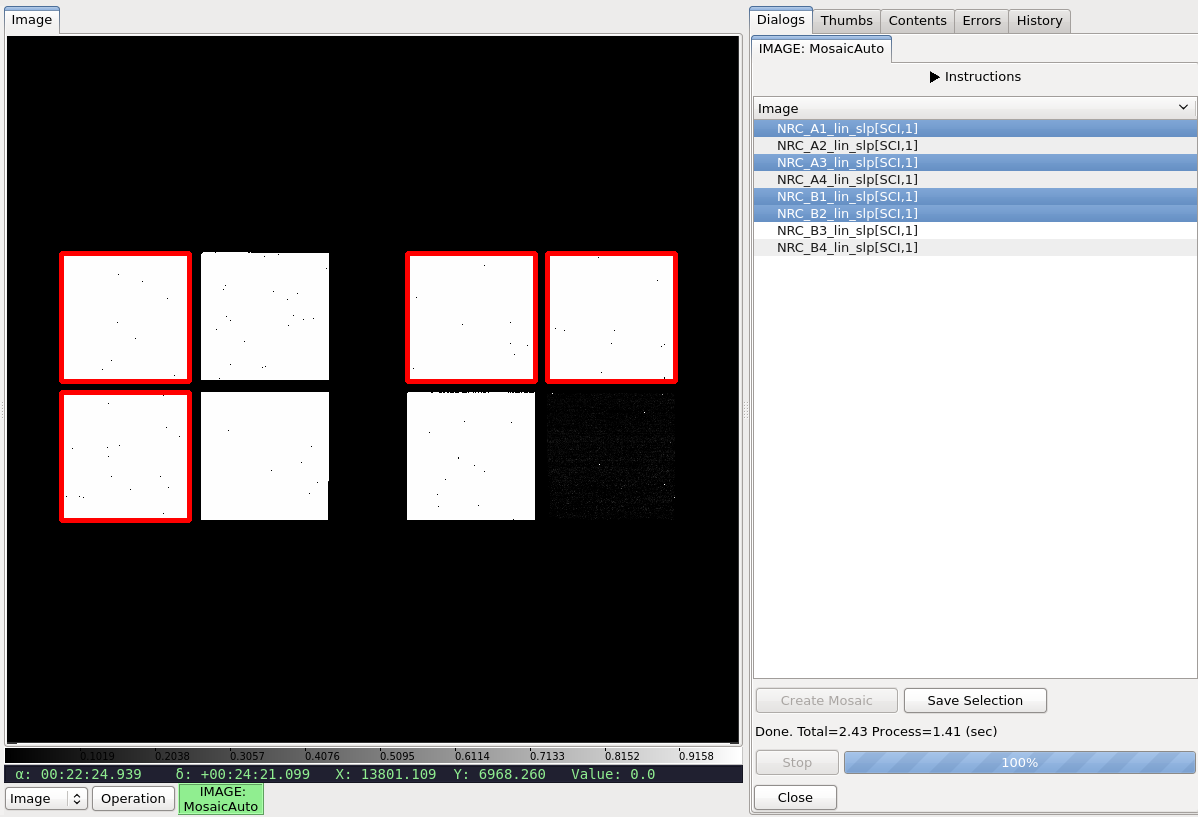 Image
Dialogs Thumbs Contents Errors History
IMAGE: MosaicAuto
Instructions
Image
NRC_A1_lin_slp[SCI,1]
NRC_A2_lin_slp[SCI,1]
NRC_A3_lin_slp[SCI,1]
NRC_A4_lin_slp[SCI,1]
NRC_B1_lin_slp[SCI,1]
NRC_B2_lin_slp[SCI,1]
NRC_B3_lin_slp[SCI,1]
NRC_B4_lin_slp[SCI,1]
Create Mosaic Save Selection
Done. Total=2.43 Process=1.41 (sec)
Stop 100%
Close
0.1019 0.2038 0.3057 0.4076 0.5095 0.6114 0.7133 0.8152 0.9158
α: 00:22:24.939 δ: +00:24:21.099 X: 13801.109 Y: 6968.260 Value: 0.0
Image Operation
IMAGE:
MosaicAuto